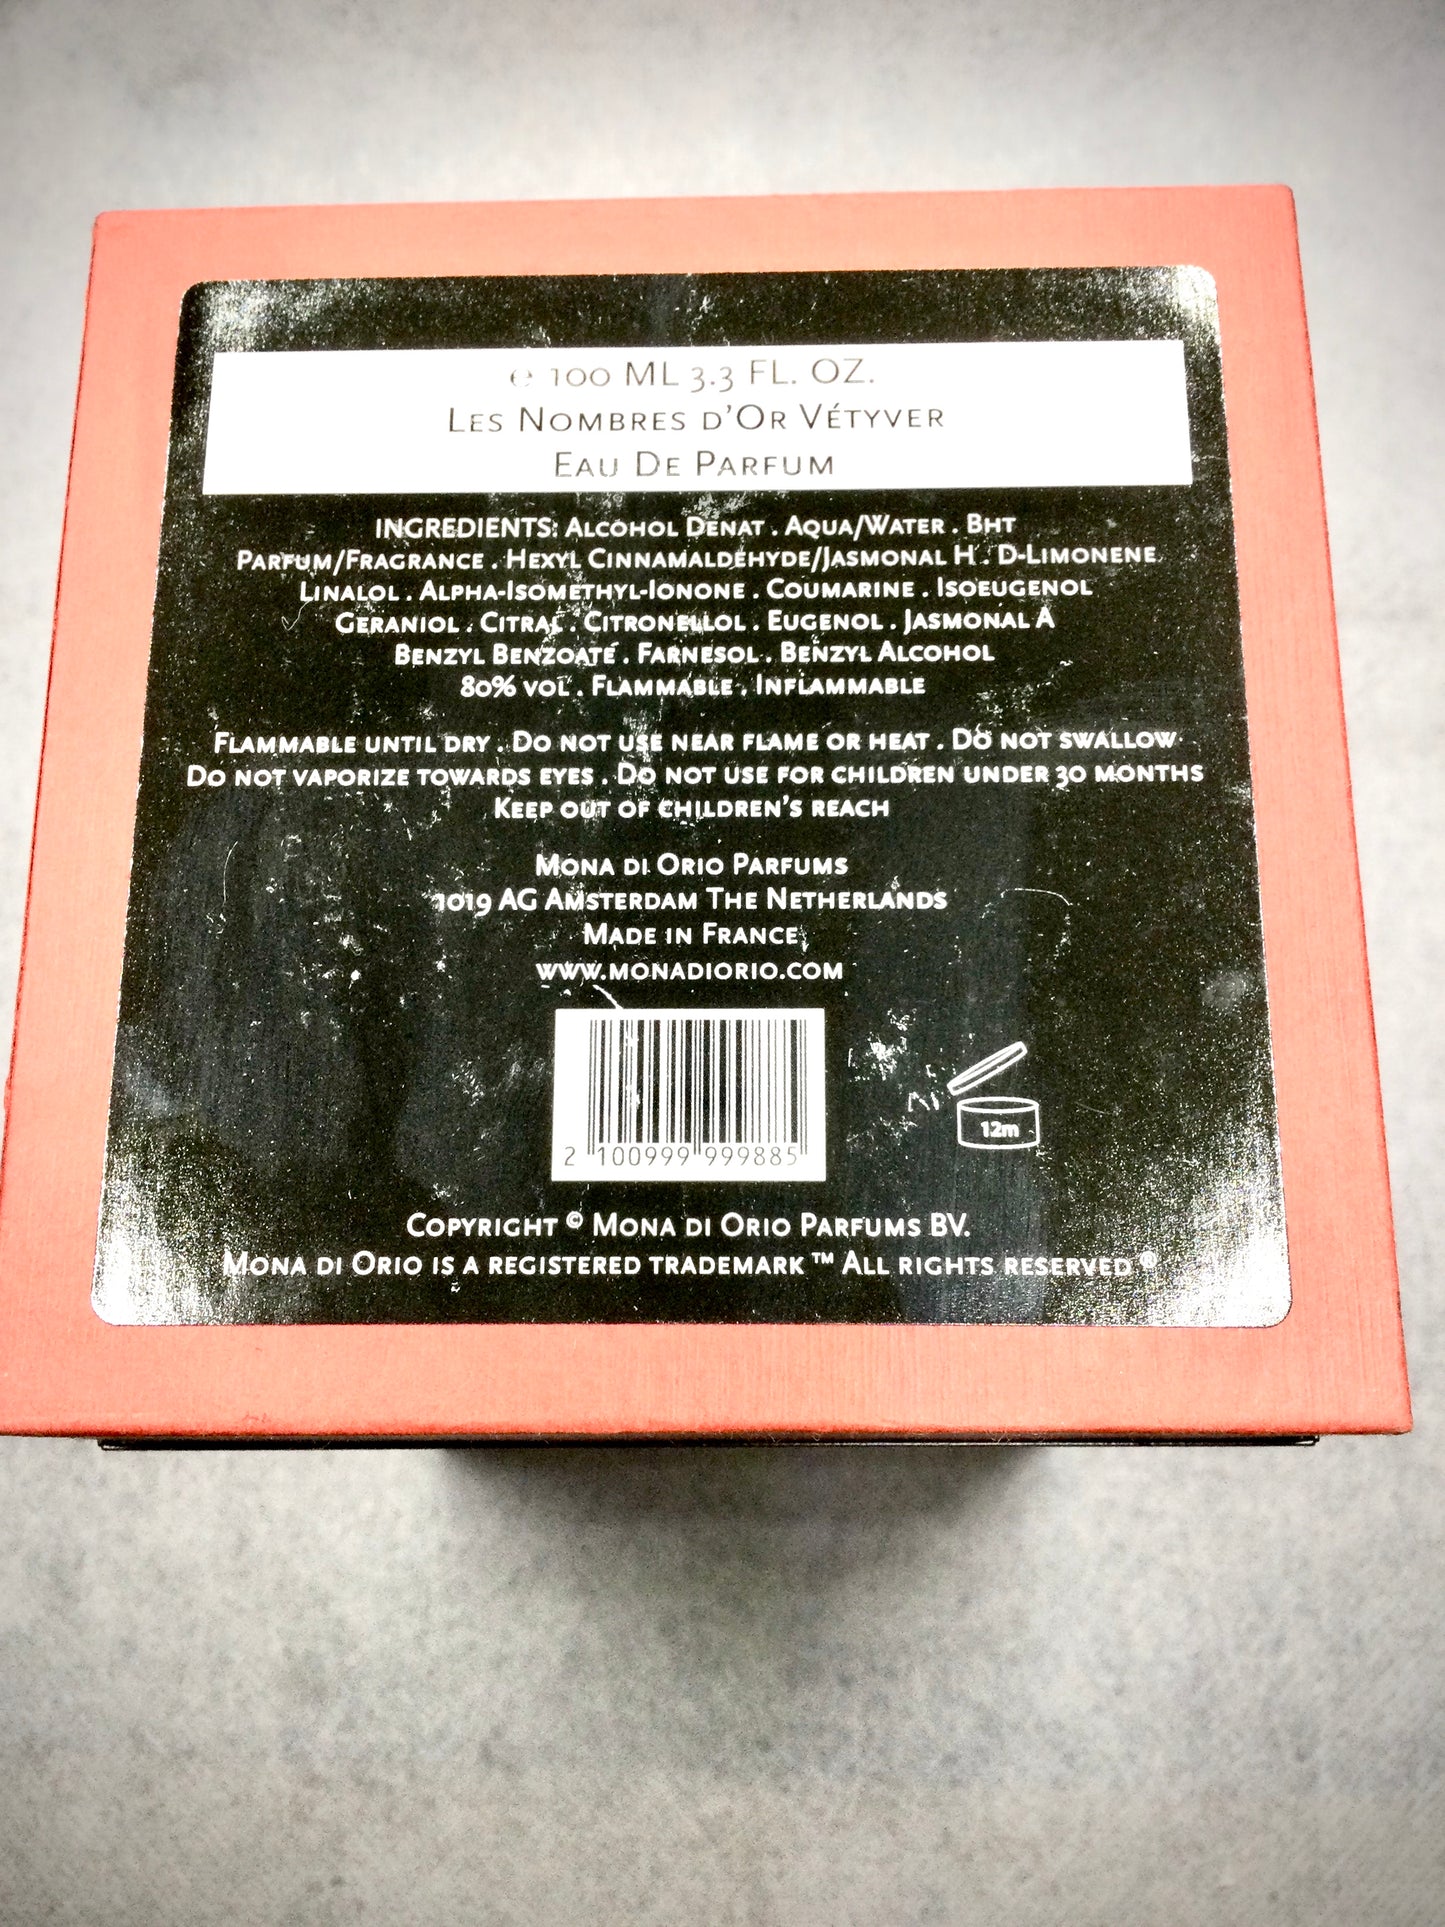 ℮ 100 ML 3.3 FL. OZ.
Les Nombres d'Or Vétyver
Eau De Parfum
INGREDIENTS: Alcohol Denat . Aqua/Water . Bht
Parfum/Fragrance . Hexyl Cinnamaldehyde/Jasmonal H . D-Limonene
Linalol . Alpha-Isomethyl-Ionone . Coumarine . Isoeugenol
Geraniol . Citral . Citronellol . Eugenol . Jasmonal A
Benzyl Benzoate . Farnesol . Benzyl Alcohol
80% vol . Flammable . Inflammable
Flammable until dry . Do not use near flame or heat . Do not swallow
Do not vaporize towards eyes . Do not use for children under 30 months
Keep out of children's reach
Mona di Orio Parfums
1019 AG Amsterdam The Netherlands
Made in France
www.monadiorio.com
2 100999 999885
12m
Copyright © Mona di Orio Parfums BV.
Mona di Orio is a registered trademark ™ All rights reserved ®